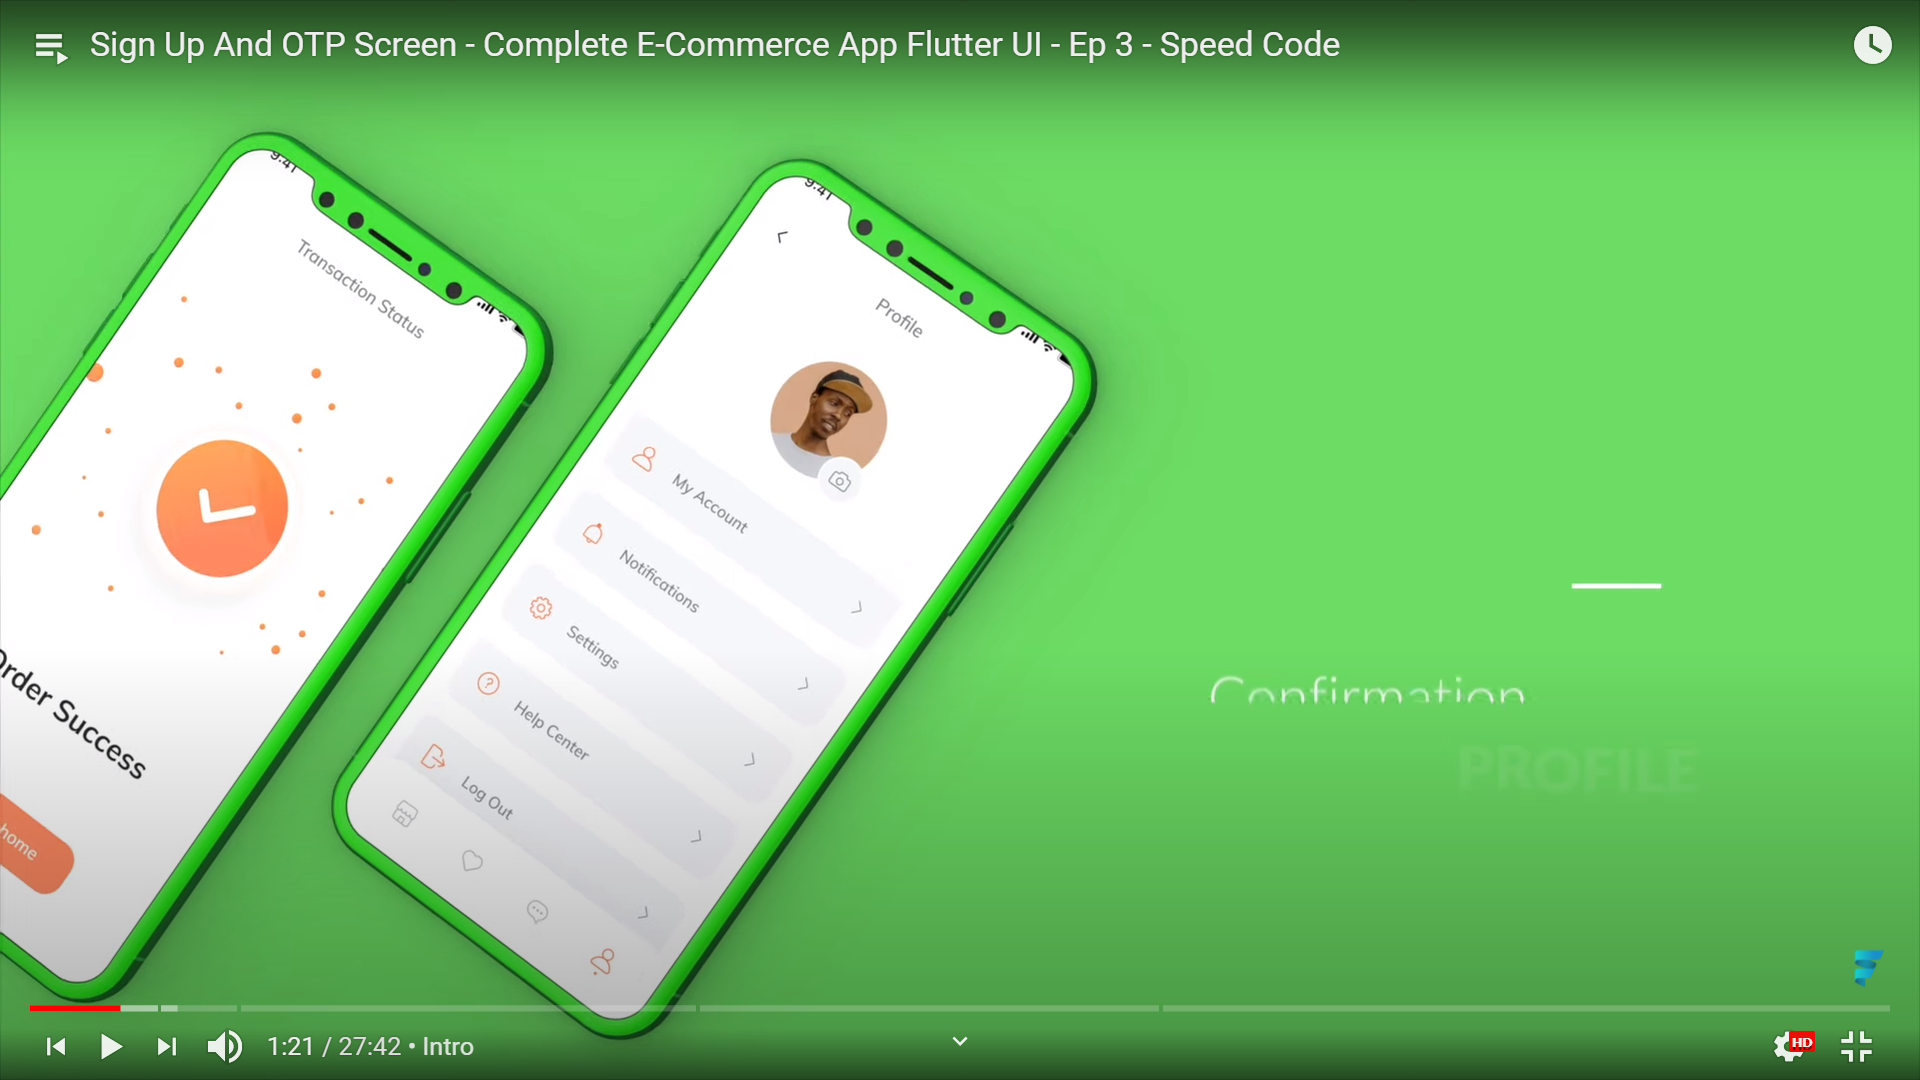 Sign Up And OTP Screen - Complete E-Commerce App Flutter UI - Ep 3 - Speed Code
9:41
Transaction Status
Order Success
home
9:41
Profile
My Account
Notifications
Settings
Help Center
Log Out
Confirmation
PROFILE
1:21 / 27:42 • Intro
HD